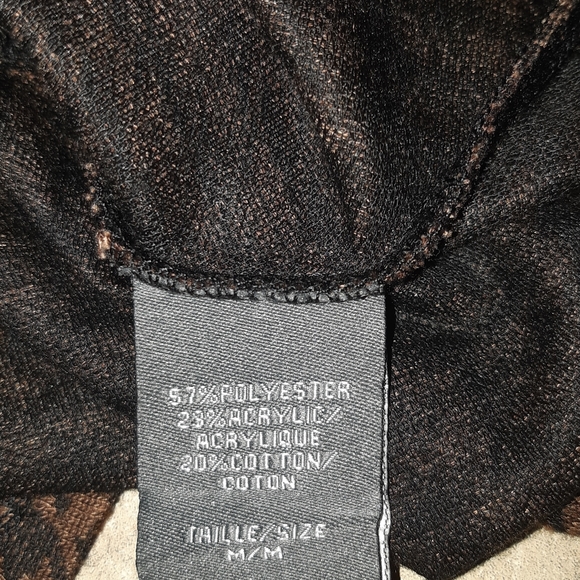 57%POLYESTER
23%ACRYLIC/
ACRYLIQUE
20%COTTON/
COTON
TAILLE/SIZE
M/M